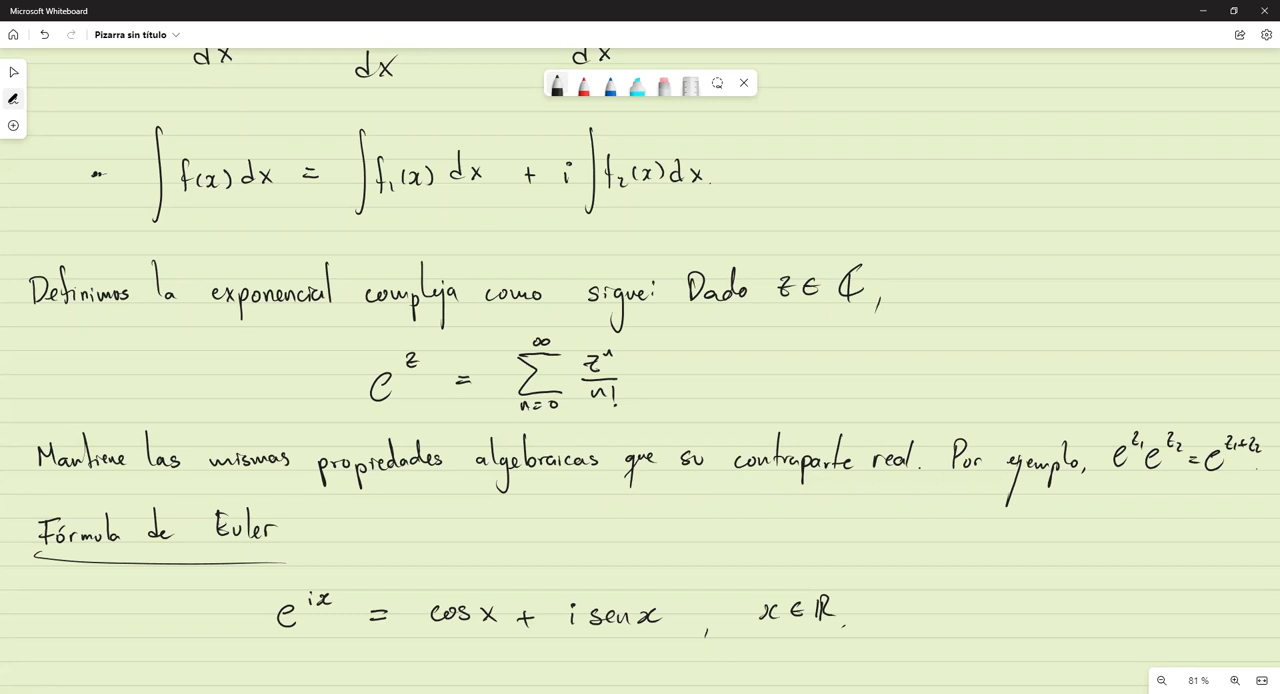 Microsoft Whiteboard
Pizarra sin título
dx dx dx
- ∫ f(x) dx = ∫ f₁(x) dx + i ∫ f₂(x) dx.
Definimos la exponencial compleja como sigue: Dado z ∈ ℂ,
e^z = ∑_{n=0}^{∞} z^n/n!
Mantiene las mismas propiedades algebraicas que su contraparte real. Por ejemplo, e^{z₁} e^{z₂} = e^{z₁+z₂}.
Fórmula de Euler
e^{ix} = cos x + i sen x , x ∈ ℝ.
81 %